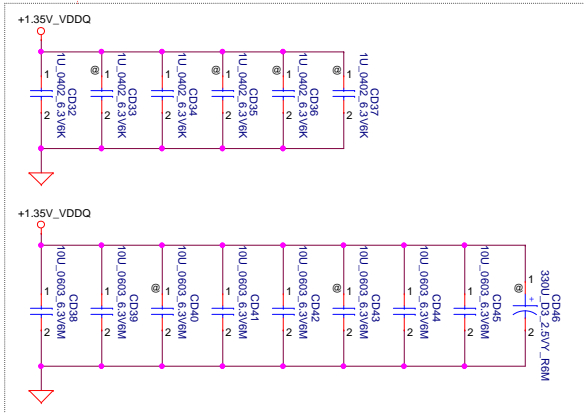 +1.35V_VDDQ
1
2
CD32
1U_0402_6.3V6K
@
1
2
CD33
1U_0402_6.3V6K
1
2
CD34
1U_0402_6.3V6K
@
1
2
CD35
1U_0402_6.3V6K
@
1
2
CD36
1U_0402_6.3V6K
@
1
2
CD37
1U_0402_6.3V6K
+1.35V_VDDQ
1
2
CD38
10U_0603_6.3V6M
1
2
CD39
10U_0603_6.3V6M
@
1
2
CD40
10U_0603_6.3V6M
1
2
CD41
10U_0603_6.3V6M
1
2
CD42
10U_0603_6.3V6M
@
1
2
CD43
10U_0603_6.3V6M
1
2
CD44
10U_0603_6.3V6M
1
2
CD45
10U_0603_6.3V6M
@
1
+
2
CD46
330U_D3_2.5VY_R6M